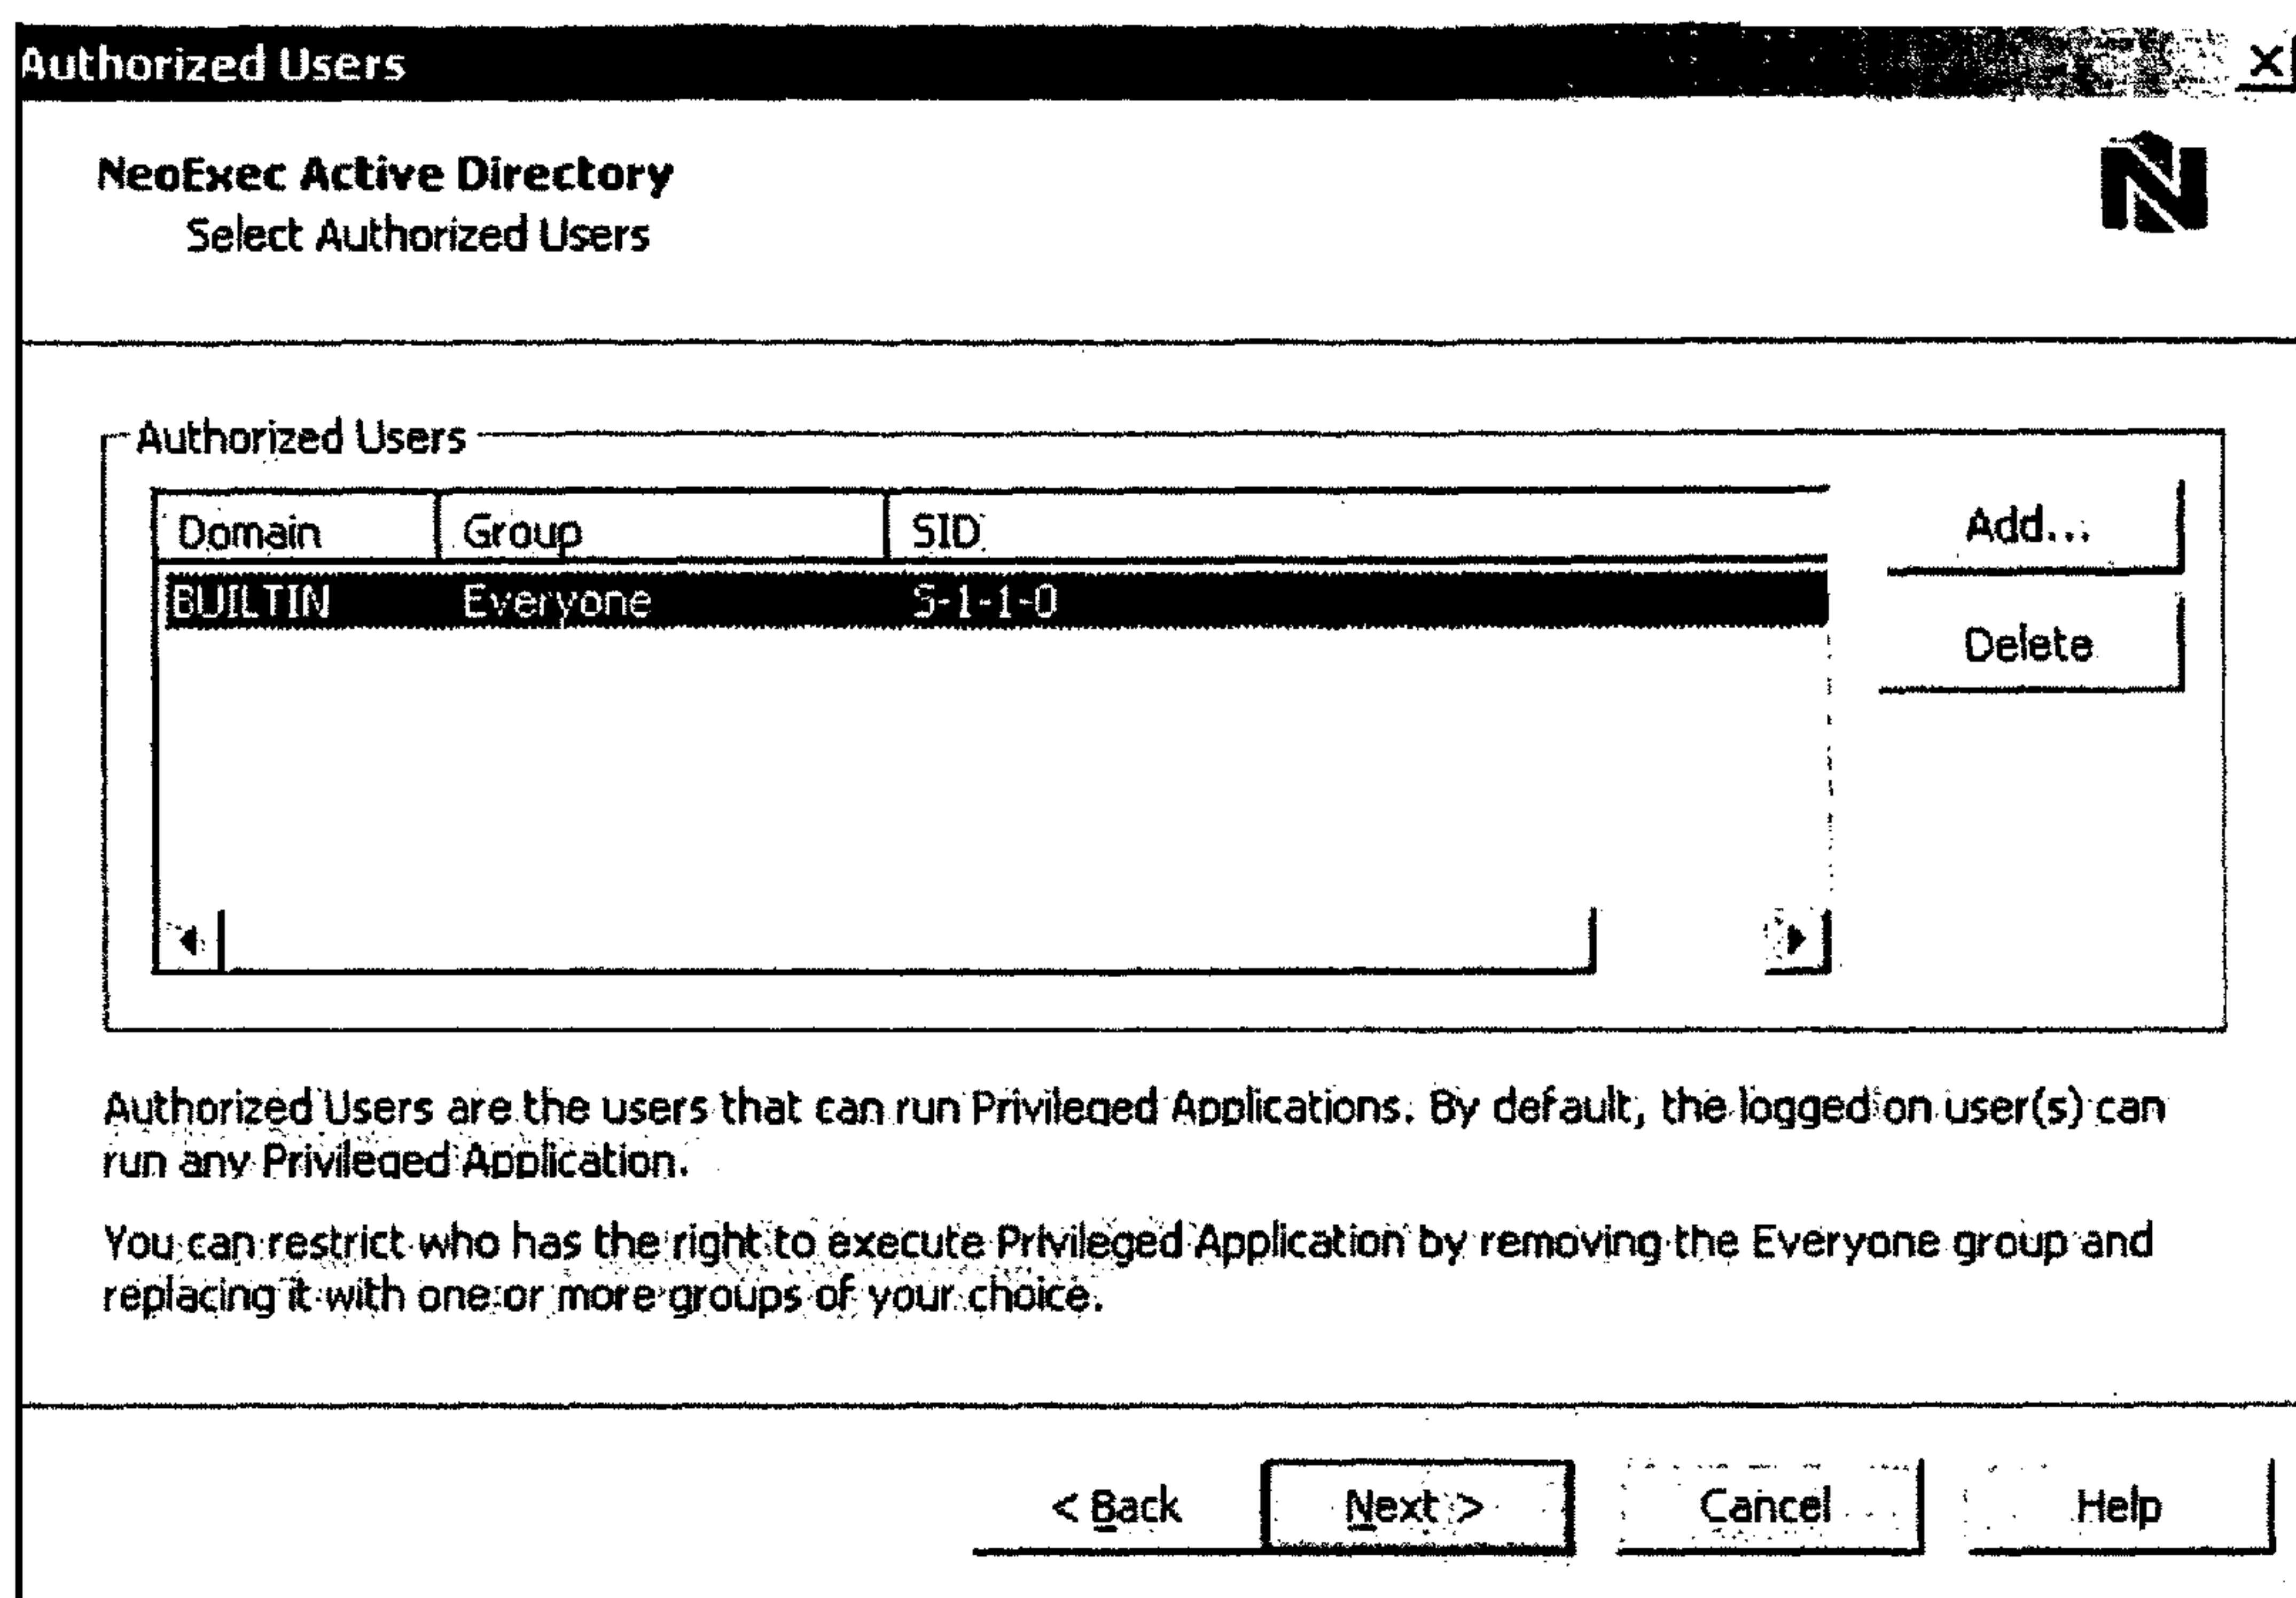 Authorized Users
NeoExec Active Directory
Select Authorized Users
Authorized Users
Domain Group SID
BUILTIN Everyone S-1-1-0
Add...
Delete
Authorized Users are the users that can run Privileged Applications. By default, the logged on user(s) can
run any Privileged Application.
You can restrict who has the right to execute Privileged Application by removing the Everyone group and
replacing it with one or more groups of your choice.
< Back Next > Cancel Help